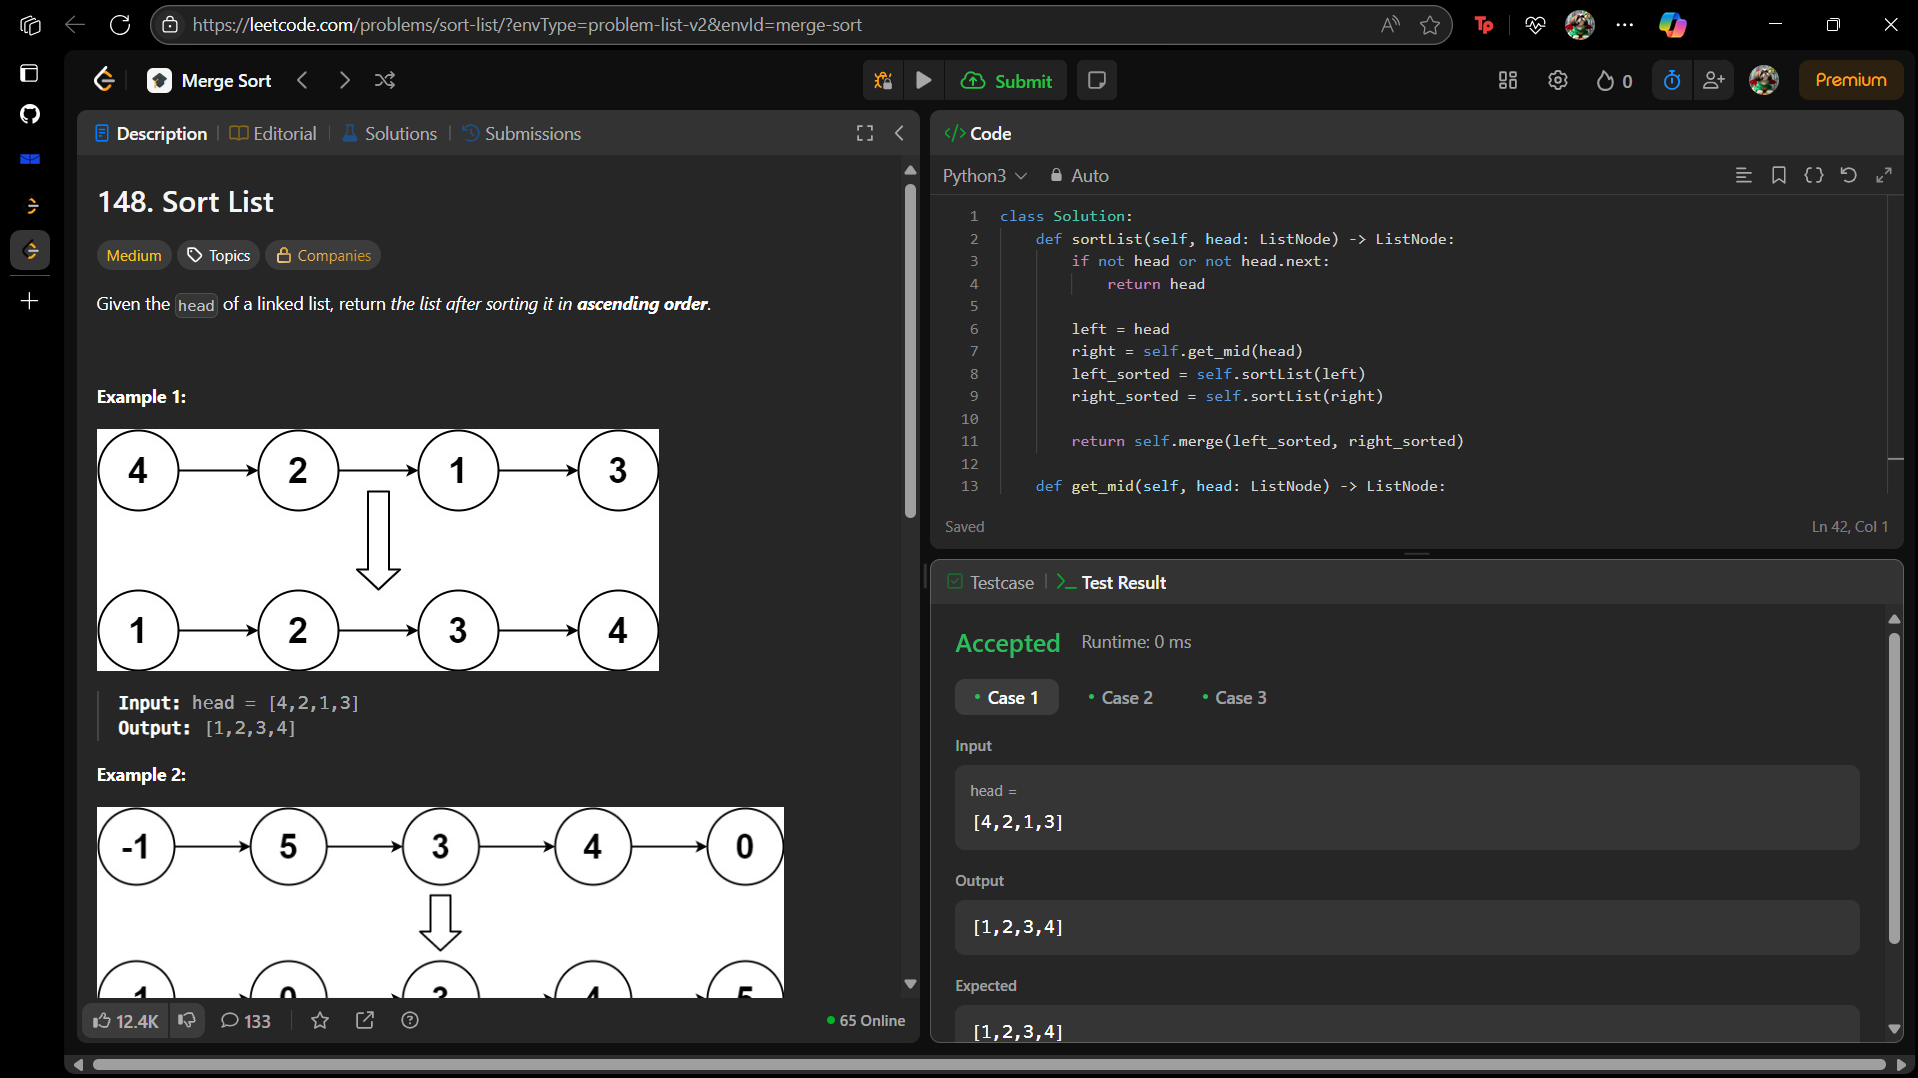 https://leetcode.com/problems/sort-list/?envType=problem-list-v2&envId=merge-sort
Merge Sort
Submit
0
Premium
Description
Editorial
Solutions
Submissions
148. Sort List
Medium
Topics
Companies
Given the head of a linked list, return the list after sorting it in ascending order.
Example 1:
4 2 1 3
1 2 3 4
Input: head = [4,2,1,3]
Output: [1,2,3,4]
Example 2:
-1 5 3 4 0
-1 0 3 4 5
12.4K
133
65 Online
</> Code
Python3
Auto
1 class Solution:
2     def sortList(self, head: ListNode) -> ListNode:
3         if not head or not head.next:
4             return head
5
6         left = head
7         right = self.get_mid(head)
8         left_sorted = self.sortList(left)
9         right_sorted = self.sortList(right)
10
11         return self.merge(left_sorted, right_sorted)
12
13     def get_mid(self, head: ListNode) -> ListNode:
Saved
Ln 42, Col 1
Testcase
Test Result
Accepted
Runtime: 0 ms
Case 1
Case 2
Case 3
Input
head =
[4,2,1,3]
Output
[1,2,3,4]
Expected
[1,2,3,4]
Tp